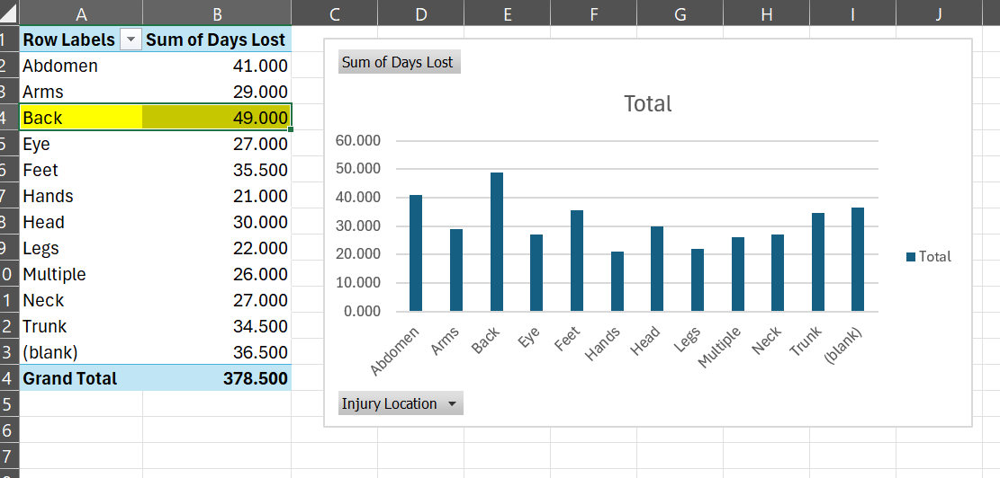 A B C D E F G H I J
1 Row Labels Sum of Days Lost
2 Abdomen 41.000
3 Arms 29.000
4 Back 49.000
5 Eye 27.000
6 Feet 35.500
7 Hands 21.000
8 Head 30.000
9 Legs 22.000
0 Multiple 26.000
1 Neck 27.000
2 Trunk 34.500
3 (blank) 36.500
4 Grand Total 378.500
5
6
7
Sum of Days Lost
Total
60.000
50.000
40.000
30.000
20.000
10.000
0.000
Abdomen Arms Back Eye Feet Hands Head Legs Multiple Neck Trunk (blank)
Total
Injury Location